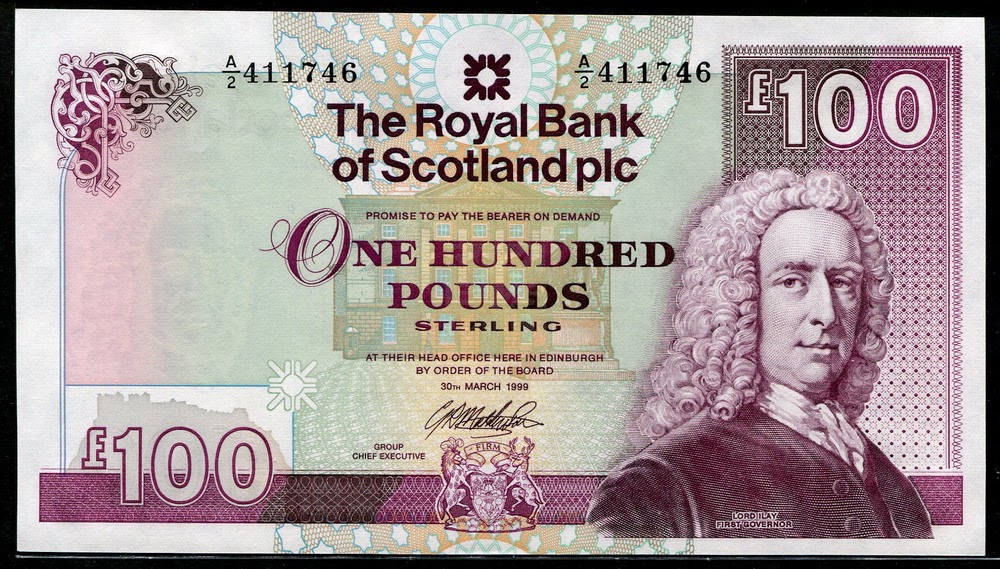 A/2 411746
A/2 411746
£100
The Royal Bank
of Scotland plc
PROMISE TO PAY THE BEARER ON DEMAND
ONE HUNDRED
POUNDS
STERLING
AT THEIR HEAD OFFICE HERE IN EDINBURGH
BY ORDER OF THE BOARD
30TH MARCH 1999
GROUP
CHIEF EXECUTIVE
FIRM
£100
LORD ILAY
FIRST GOVERNOR